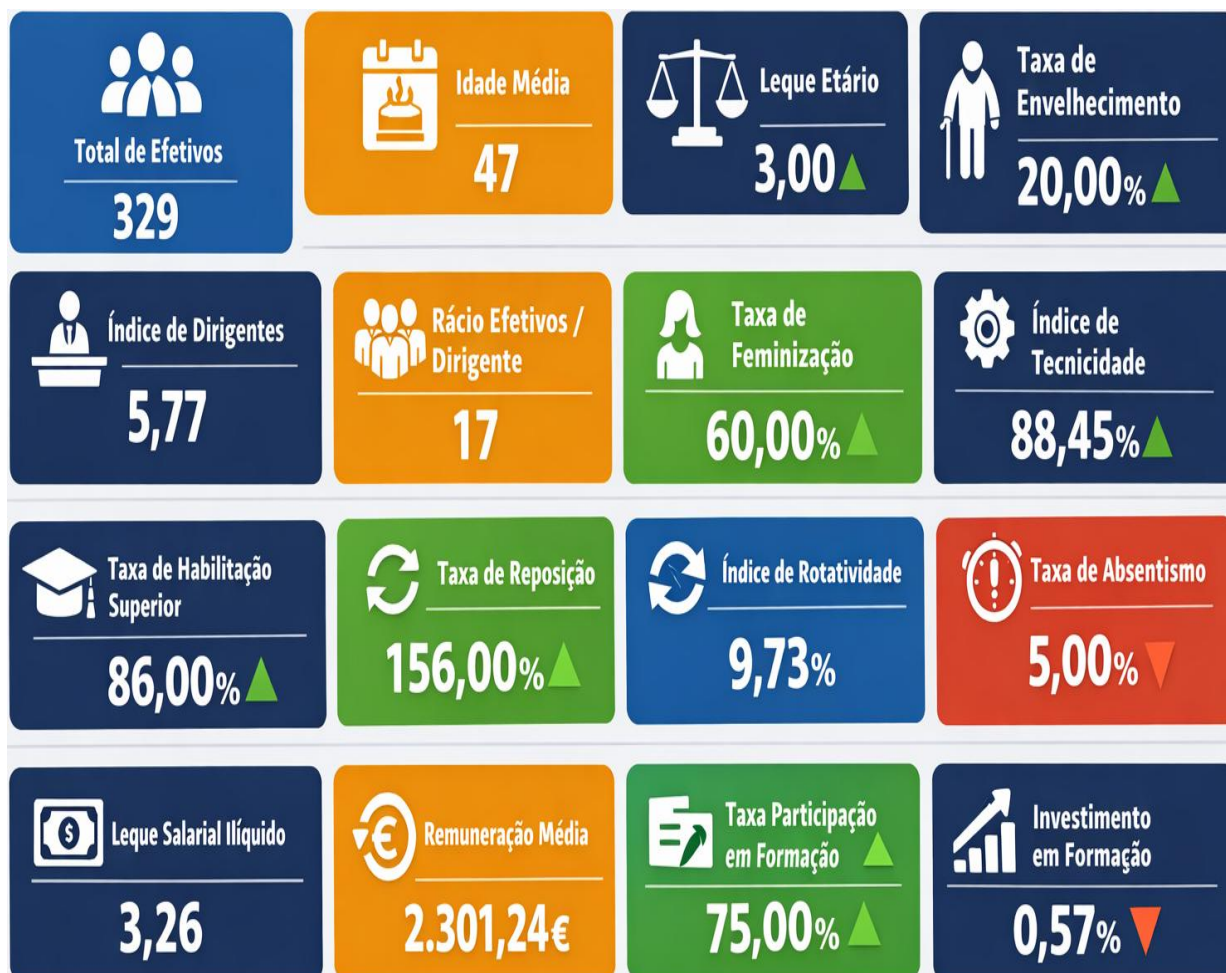 Total de Efetivos
329
Idade Média
47
Leque Etário
3,00
Taxa de
Envelhecimento
20,00%
Índice de Dirigentes
5,77
Rácio Efetivos /
Dirigente
17
Taxa de
Feminização
60,00%
Índice de
Tecnicidade
88,45%
Taxa de Habilitação
Superior
86,00%
Taxa de Reposição
156,00%
Índice de Rotatividade
9,73%
Taxa de Absentismo
5,00%
$
Leque Salarial Ilíquido
3,26
€
Remuneração Média
2.301,24€
Taxa Participação
em Formação
75,00%
Investimento
em Formação
0,57%